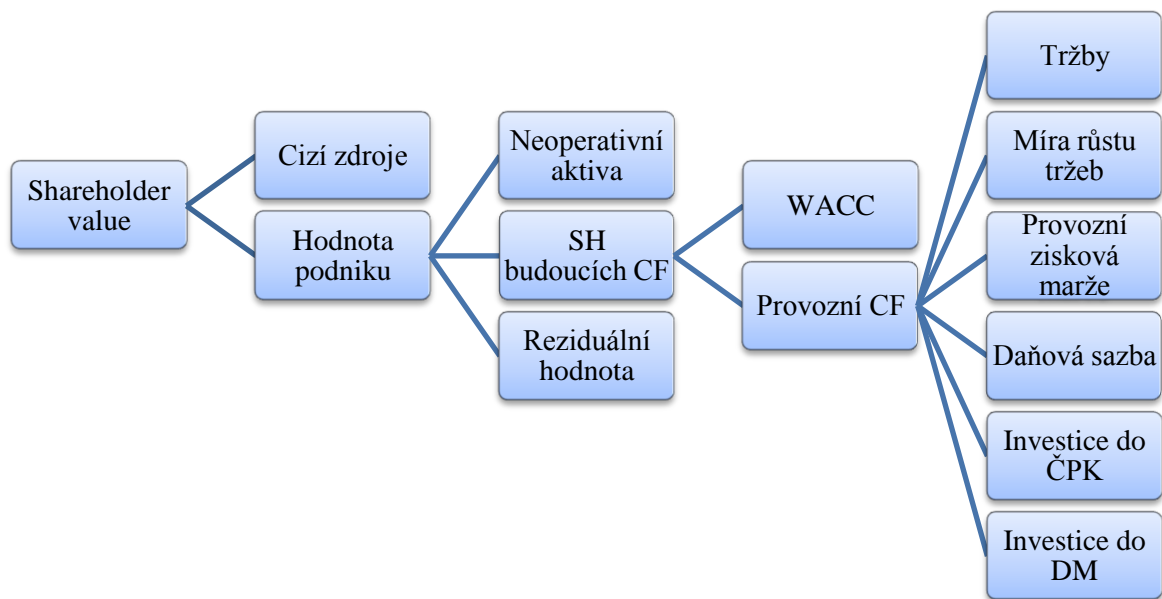 Shareholder
value
Cizí zdroje
Hodnota
podniku
Neoperativní
aktiva
SH
budoucích CF
Reziduální
hodnota
WACC
Provozní CF
Tržby
Míra růstu
tržeb
Provozní
zisková
marže
Daňová sazba
Investice do
ČPK
Investice do
DM